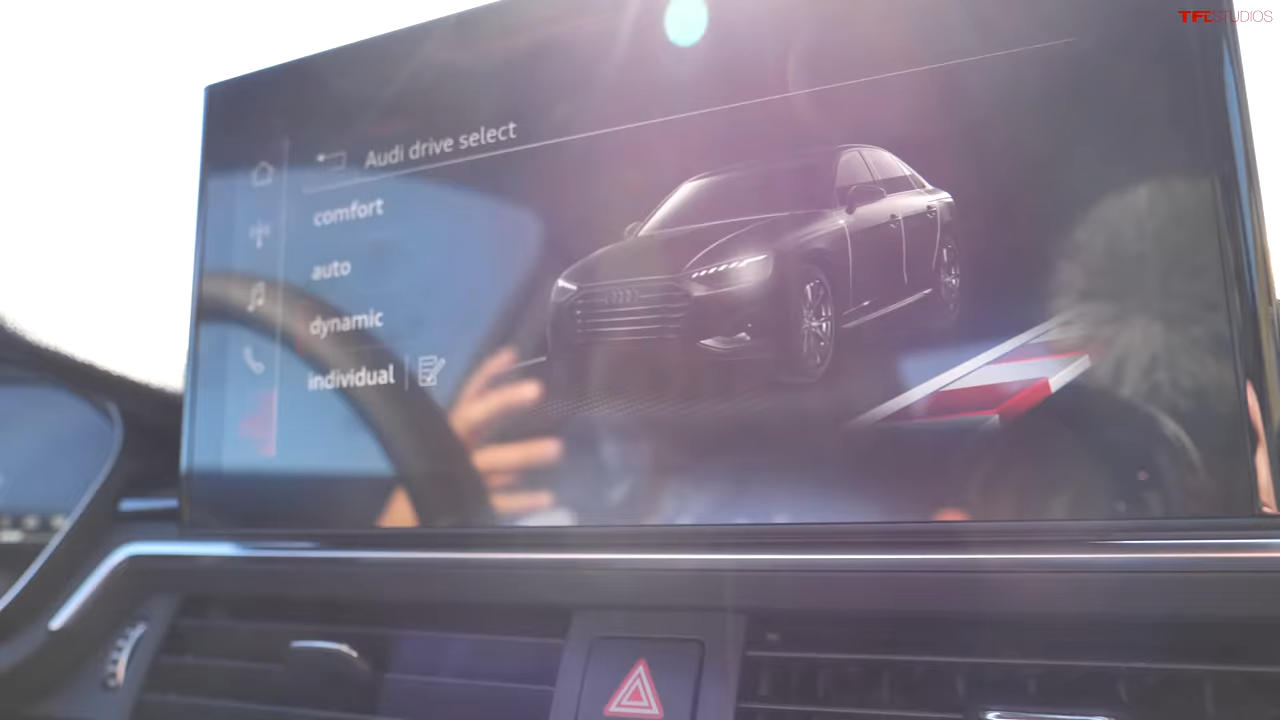 TFLSTUDIOS
Audi drive select
comfort
auto
dynamic
individual